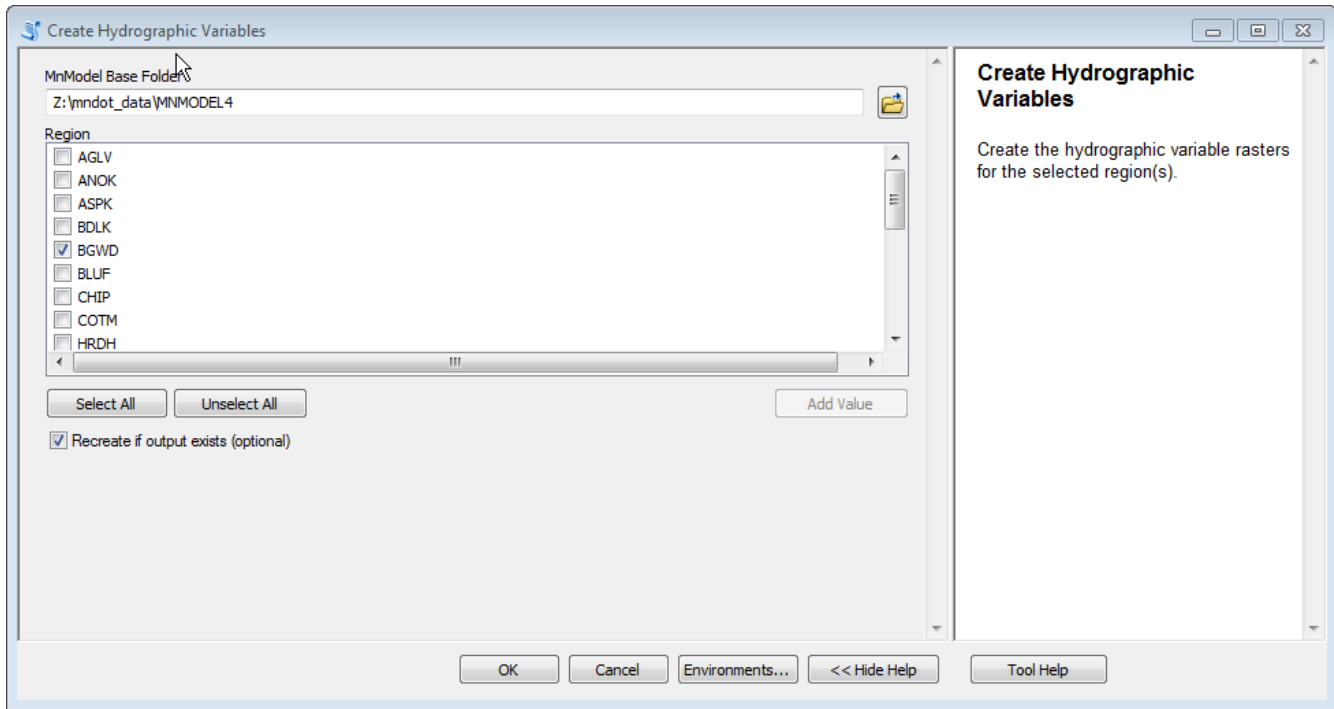 Create Hydrographic Variables
MnModel Base Folder
Z:\mndot_data\MNMODEL4
Region
AGLV
ANOK
ASPK
BDLK
BGWD
BLUF
CHIP
COTM
HRDH
Select All
Unselect All
Add Value
Recreate if output exists (optional)
OK
Cancel
Environments...
<< Hide Help
Tool Help
Create Hydrographic
Variables
Create the hydrographic variable rasters
for the selected region(s).